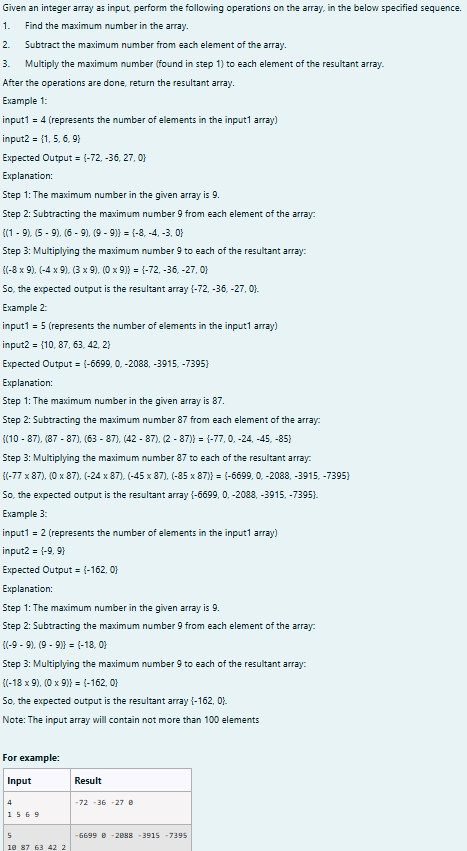 Given an integer array as input, perform the following operations on the array, in the below specified sequence.
1. Find the maximum number in the array.
2. Subtract the maximum number from each element of the array.
3. Multiply the maximum number (found in step 1) to each element of the resultant array.
After the operations are done, return the resultant array.
Example 1:
input1 = 4 (represents the number of elements in the input1 array)
input2 = {1, 5, 6, 9}
Expected Output = {-72, -36, 27, 0}
Explanation:
Step 1: The maximum number in the given array is 9.
Step 2: Subtracting the maximum number 9 from each element of the array:
{(1 - 9), (5 - 9), (6 - 9), (9 - 9)} = {-8, -4, -3, 0}
Step 3: Multiplying the maximum number 9 to each of the resultant array:
{(-8 x 9), (-4 x 9), (3 x 9), (0 x 9)} = {-72, -36, -27, 0}
So, the expected output is the resultant array {-72, -36, -27, 0}.
Example 2:
input1 = 5 (represents the number of elements in the input1 array)
input2 = {10, 87, 63, 42, 2}
Expected Output = {-6699, 0, -2088, -3915, -7395}
Explanation:
Step 1: The maximum number in the given array is 87.
Step 2: Subtracting the maximum number 87 from each element of the array:
{(10 - 87), (87 - 87), (63 - 87), (42 - 87), (2 - 87)} = {-77, 0, -24, -45, -85}
Step 3: Multiplying the maximum number 87 to each of the resultant array:
{(-77 x 87), (0 x 87), (-24 x 87), (-45 x 87), (-85 x 87)} = {-6699, 0, -2088, -3915, -7395}
So, the expected output is the resultant array {-6699, 0, -2088, -3915, -7395}.
Example 3:
input1 = 2 (represents the number of elements in the input1 array)
input2 = {-9, 9}
Expected Output = {-162, 0}
Explanation:
Step 1: The maximum number in the given array is 9.
Step 2: Subtracting the maximum number 9 from each element of the array:
{(-9 - 9), (9 - 9)} = {-18, 0}
Step 3: Multiplying the maximum number 9 to each of the resultant array:
{(-18 x 9), (0 x 9)} = {-162, 0}
So, the expected output is the resultant array {-162, 0}.
Note: The input array will contain not more than 100 elements
For example:
Input Result
4 -72 -36 -27 0
1 5 6 9
5 -6699 0 -2088 -3915 -7395
10 87 63 42 2